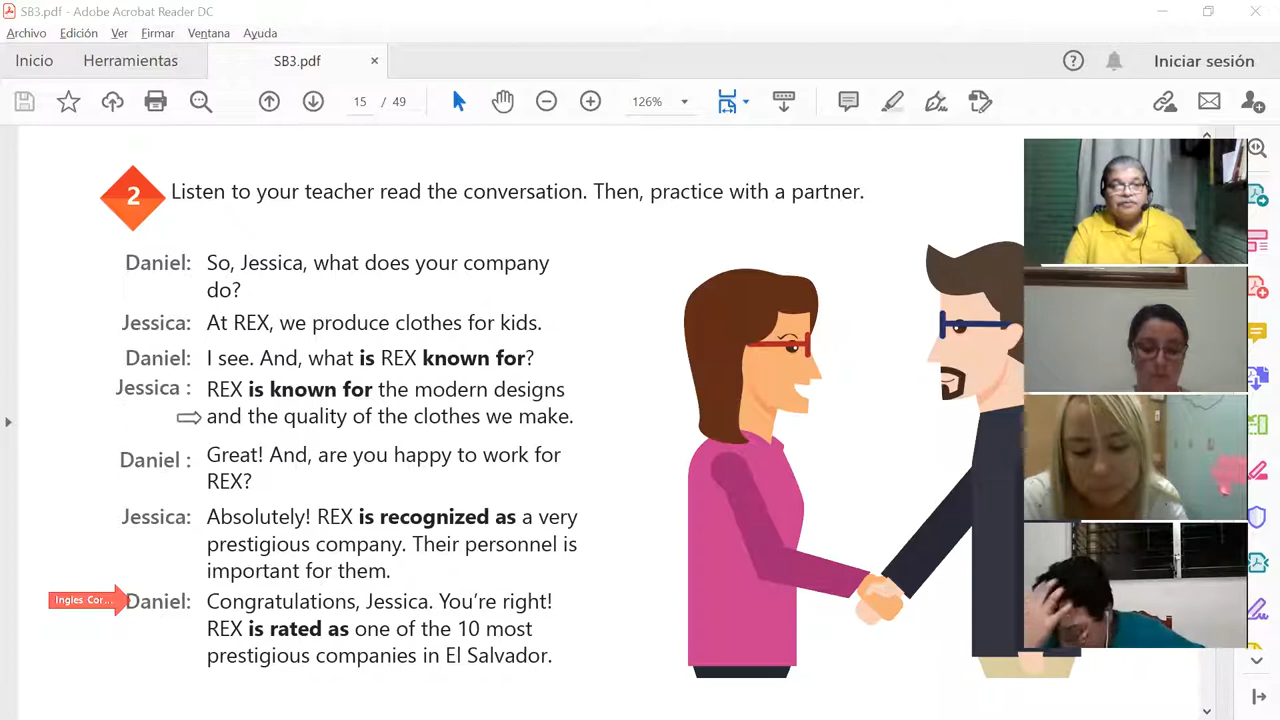 SB3.pdf - Adobe Acrobat Reader DC
Archivo Edición Ver Firmar Ventana Ayuda
Inicio Herramientas SB3.pdf × Iniciar sesión
15 / 49 126%
2 Listen to your teacher read the conversation. Then, practice with a partner.
Daniel: So, Jessica, what does your company
do?
Jessica: At REX, we produce clothes for kids.
Daniel: I see. And, what is REX known for?
Jessica : REX is known for the modern designs
and the quality of the clothes we make.
Daniel : Great! And, are you happy to work for
REX?
Jessica: Absolutely! REX is recognized as a very
prestigious company. Their personnel is
important for them.
Ingles Cor... Daniel: Congratulations, Jessica. You’re right!
REX is rated as one of the 10 most
prestigious companies in El Salvador.